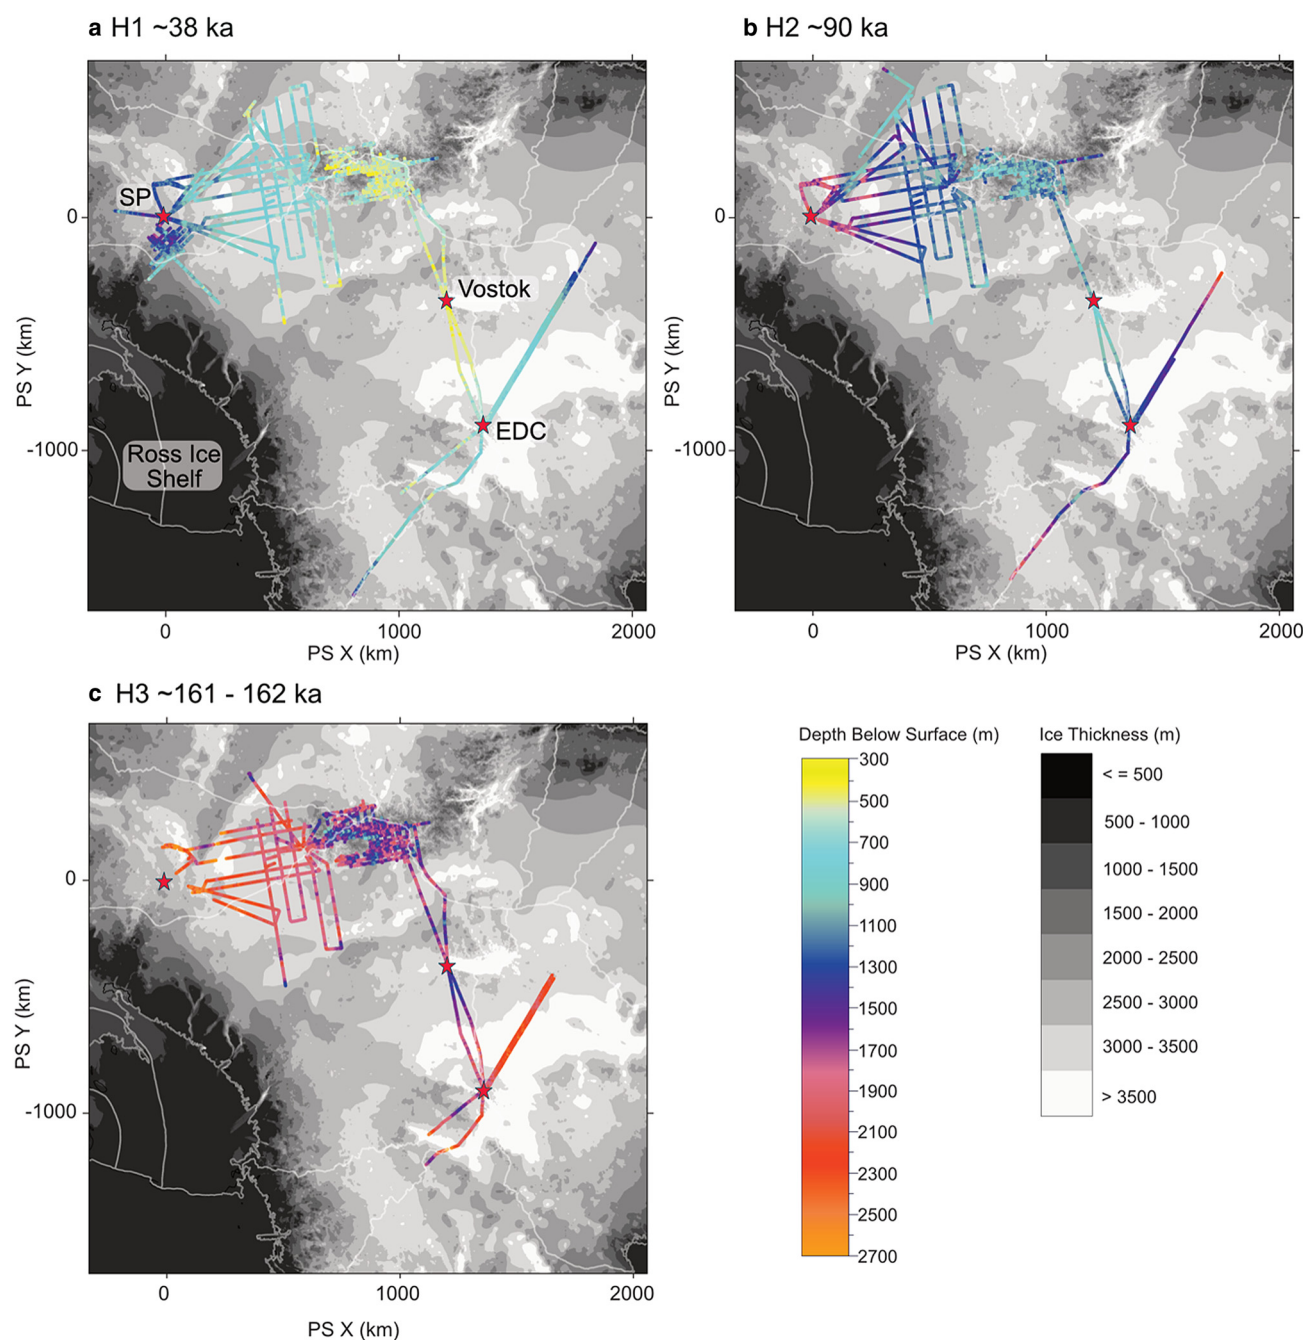 a H1 ~38 ka
b H2 ~90 ka
SP
0
Vostok
EDC
-1000
Ross Ice
Shelf
PS Y (km)
0
1000
2000
PS X (km)
0
-1000
PS Y (km)
0
1000
2000
PS X (km)
c H3 ~161 - 162 ka
0
-1000
PS Y (km)
0
1000
2000
PS X (km)
Depth Below Surface (m)
300
500
700
900
1100
1300
1500
1700
1900
2100
2300
2500
2700
Ice Thickness (m)
< = 500
500 - 1000
1000 - 1500
1500 - 2000
2000 - 2500
2500 - 3000
3000 - 3500
> 3500